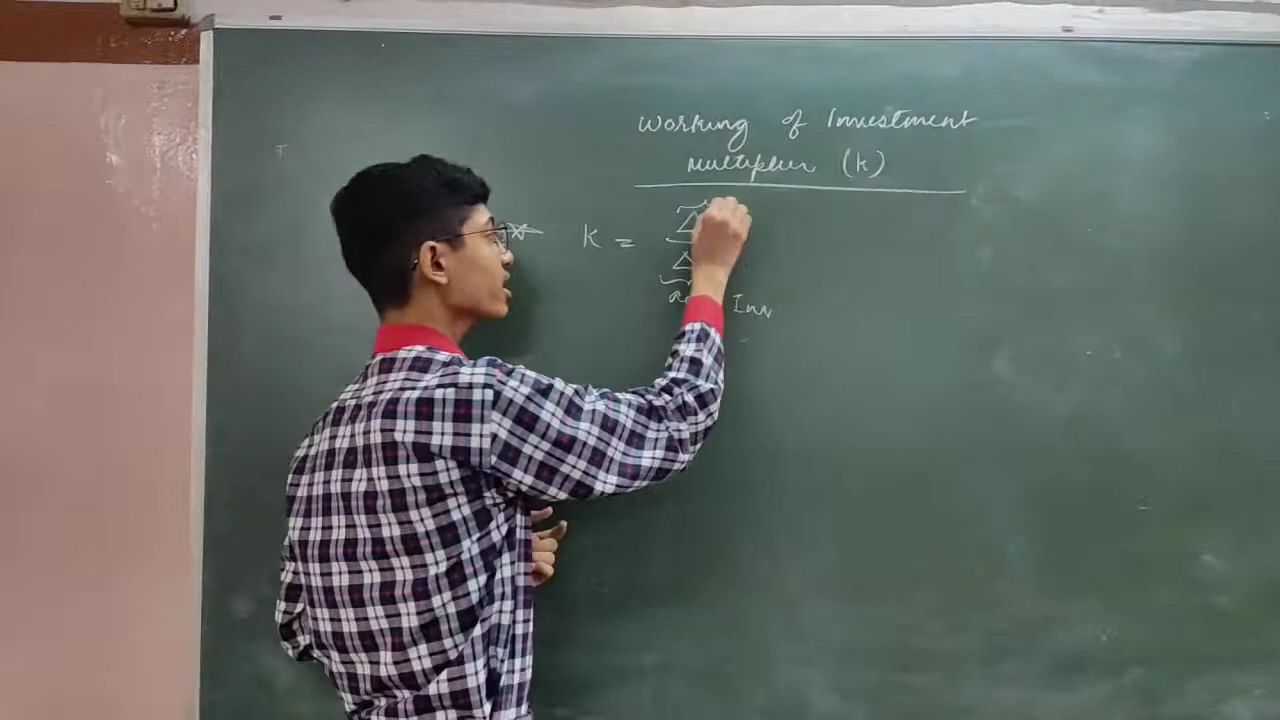 Working of Investment
Multiplier (k)
K =
Δ
Δ
Inv